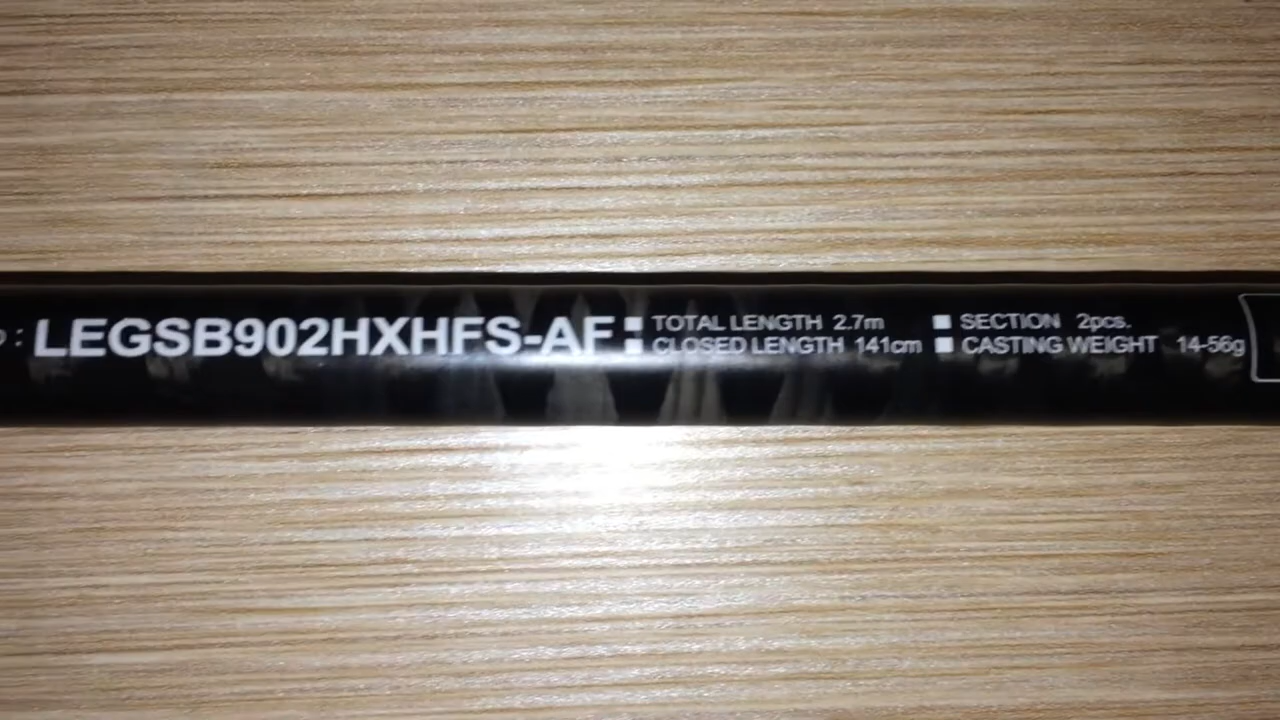 LEGSB902HXHFS-AF
■ TOTAL LENGTH 2.7m ■ SECTION 2pcs.
■ CLOSED LENGTH 141cm ■ CASTING WEIGHT 14-56g